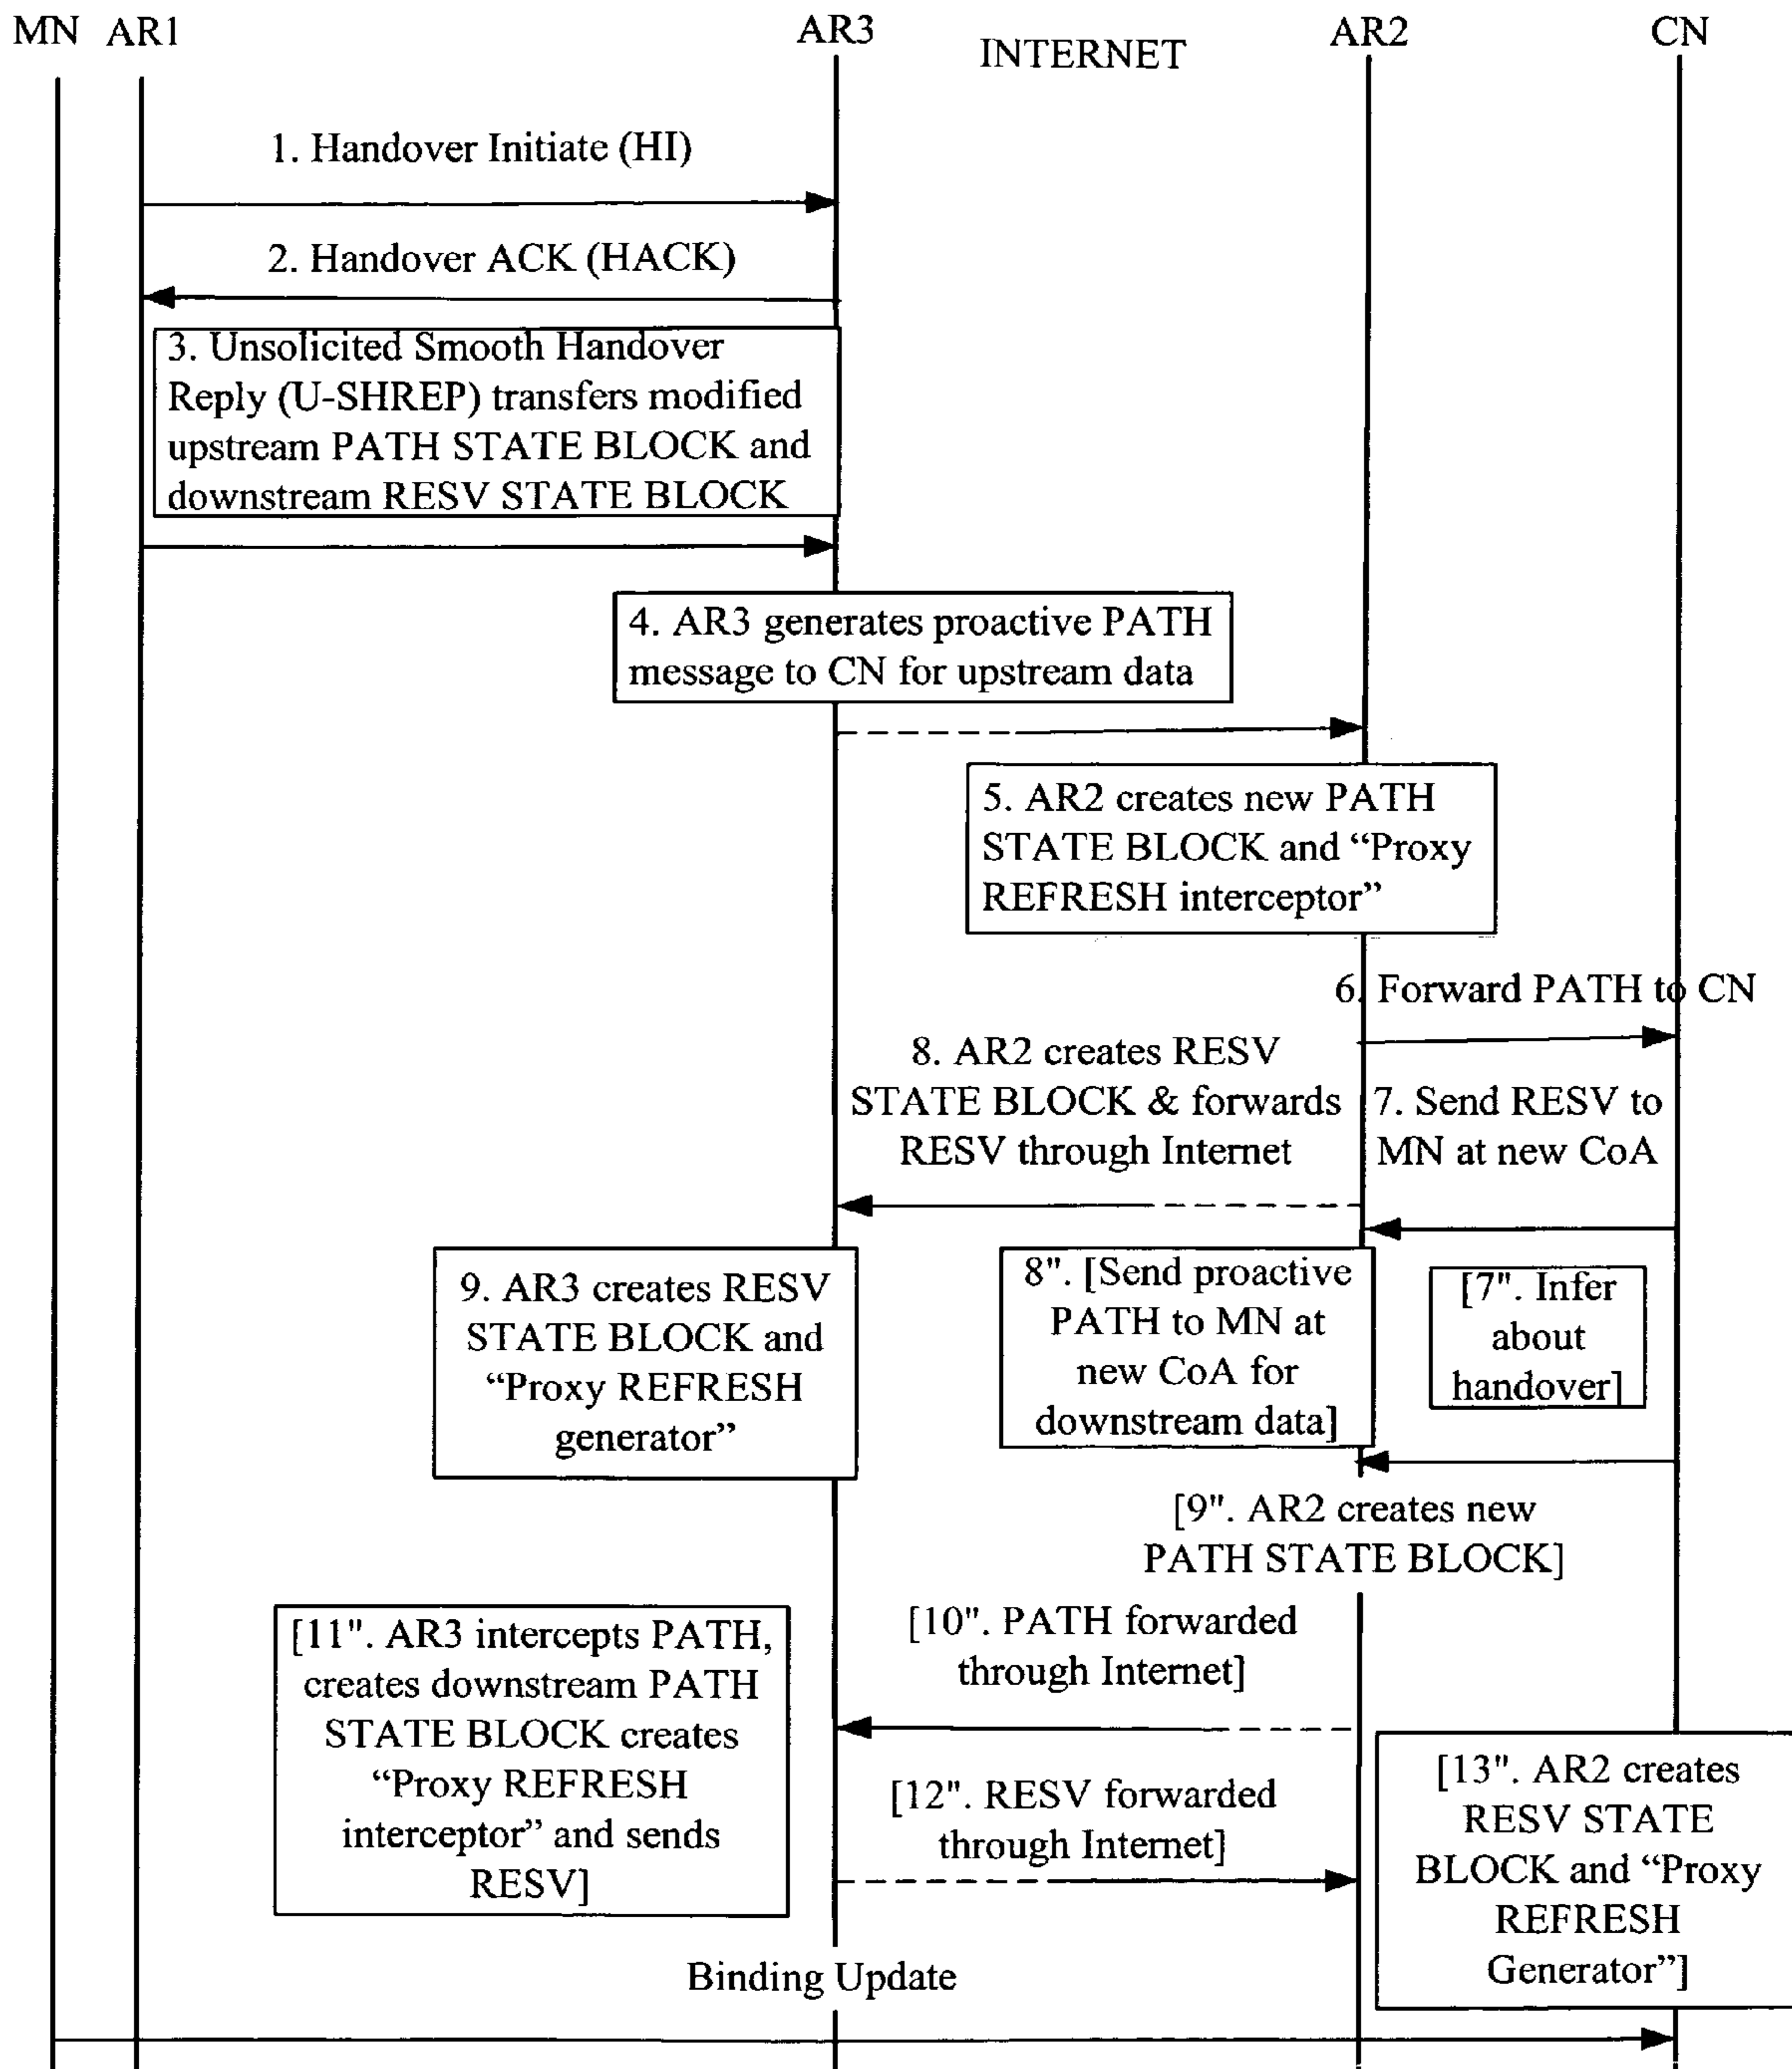 MN AR1 AR3 INTERNET AR2 CN
1. Handover Initiate (HI)
2. Handover ACK (HACK)
3. Unsolicited Smooth Handover
Reply (U-SHREP) transfers modified
upstream PATH STATE BLOCK and
downstream RESV STATE BLOCK
4. AR3 generates proactive PATH
message to CN for upstream data
5. AR2 creates new PATH
STATE BLOCK and “Proxy
REFRESH interceptor”
6. Forward PATH to CN
8. AR2 creates RESV
STATE BLOCK & forwards
RESV through Internet
7. Send RESV to
MN at new CoA
9. AR3 creates RESV
STATE BLOCK and
“Proxy REFRESH
generator”
8". [Send proactive
PATH to MN at
new CoA for
downstream data]
[7". Infer
about
handover]
[9". AR2 creates new
PATH STATE BLOCK]
[11". AR3 intercepts PATH,
creates downstream PATH
STATE BLOCK creates
“Proxy REFRESH
interceptor” and sends
RESV]
[10". PATH forwarded
through Internet]
[12". RESV forwarded
through Internet]
[13". AR2 creates
RESV STATE
BLOCK and “Proxy
REFRESH
Generator”]
Binding Update